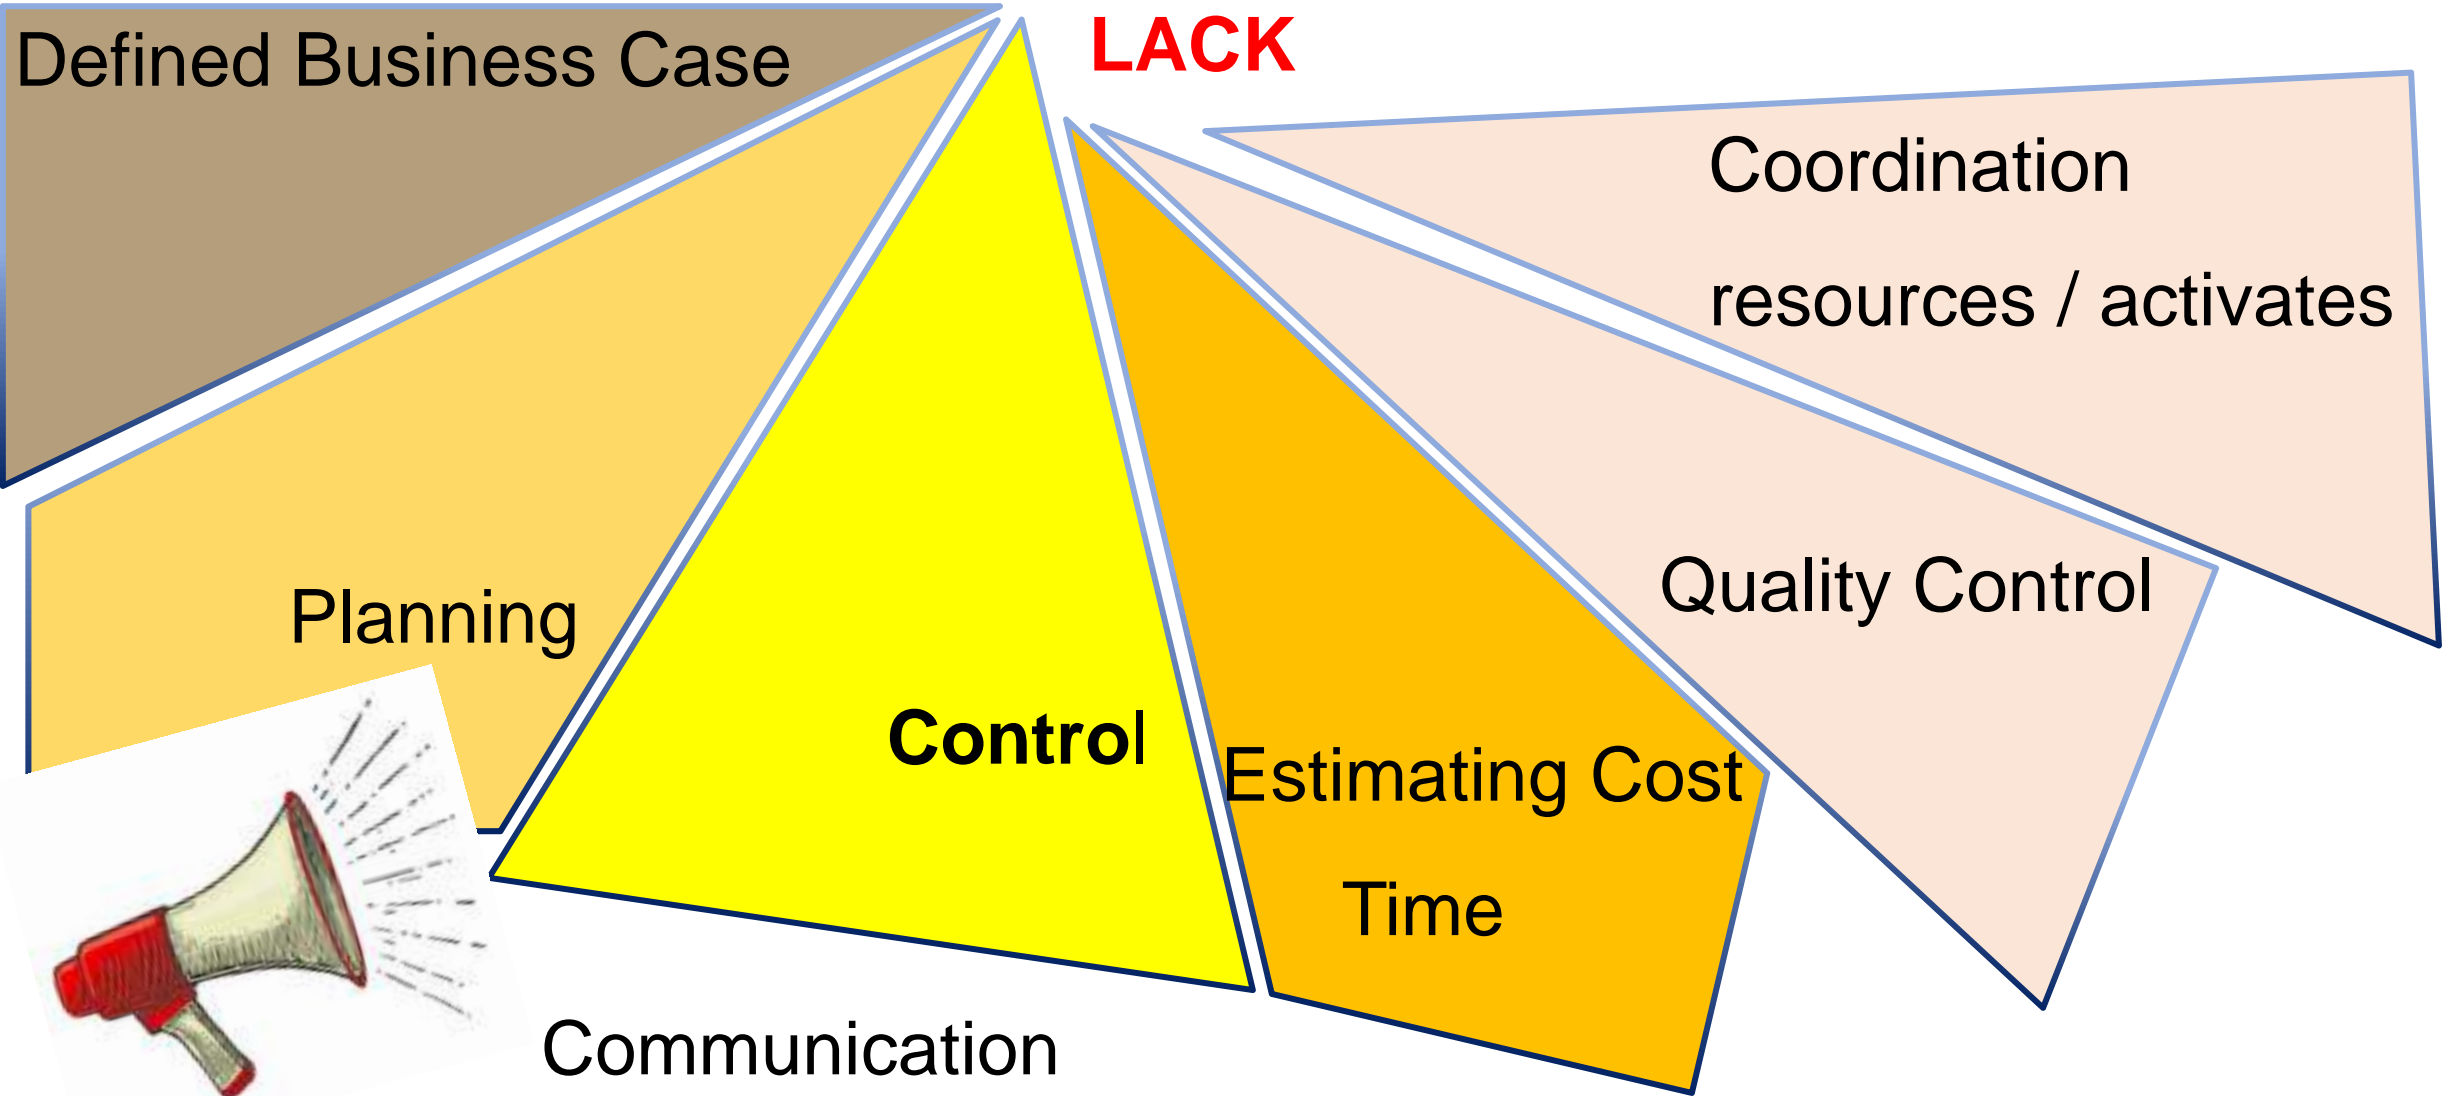 Defined Business Case
LACK
Coordination
resources / activates
Planning
Quality Control
Control
Estimating Cost
Time
Communication